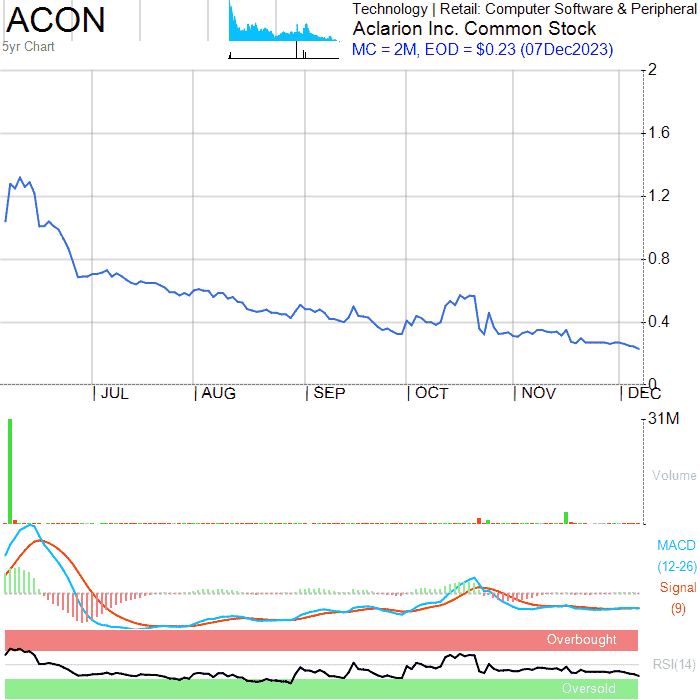 ACON
5yr Chart
Technology | Retail: Computer Software & Peripheral
Aclarion Inc. Common Stock
MC = 2M, EOD = $0.23 (07Dec2023)
2
1.6
1.2
0.8
0.4
0
JUL AUG SEP OCT NOV DEC
31M
Volume
MACD
(12-26)
Signal
(9)
Overbought
RSI(14)
Oversold